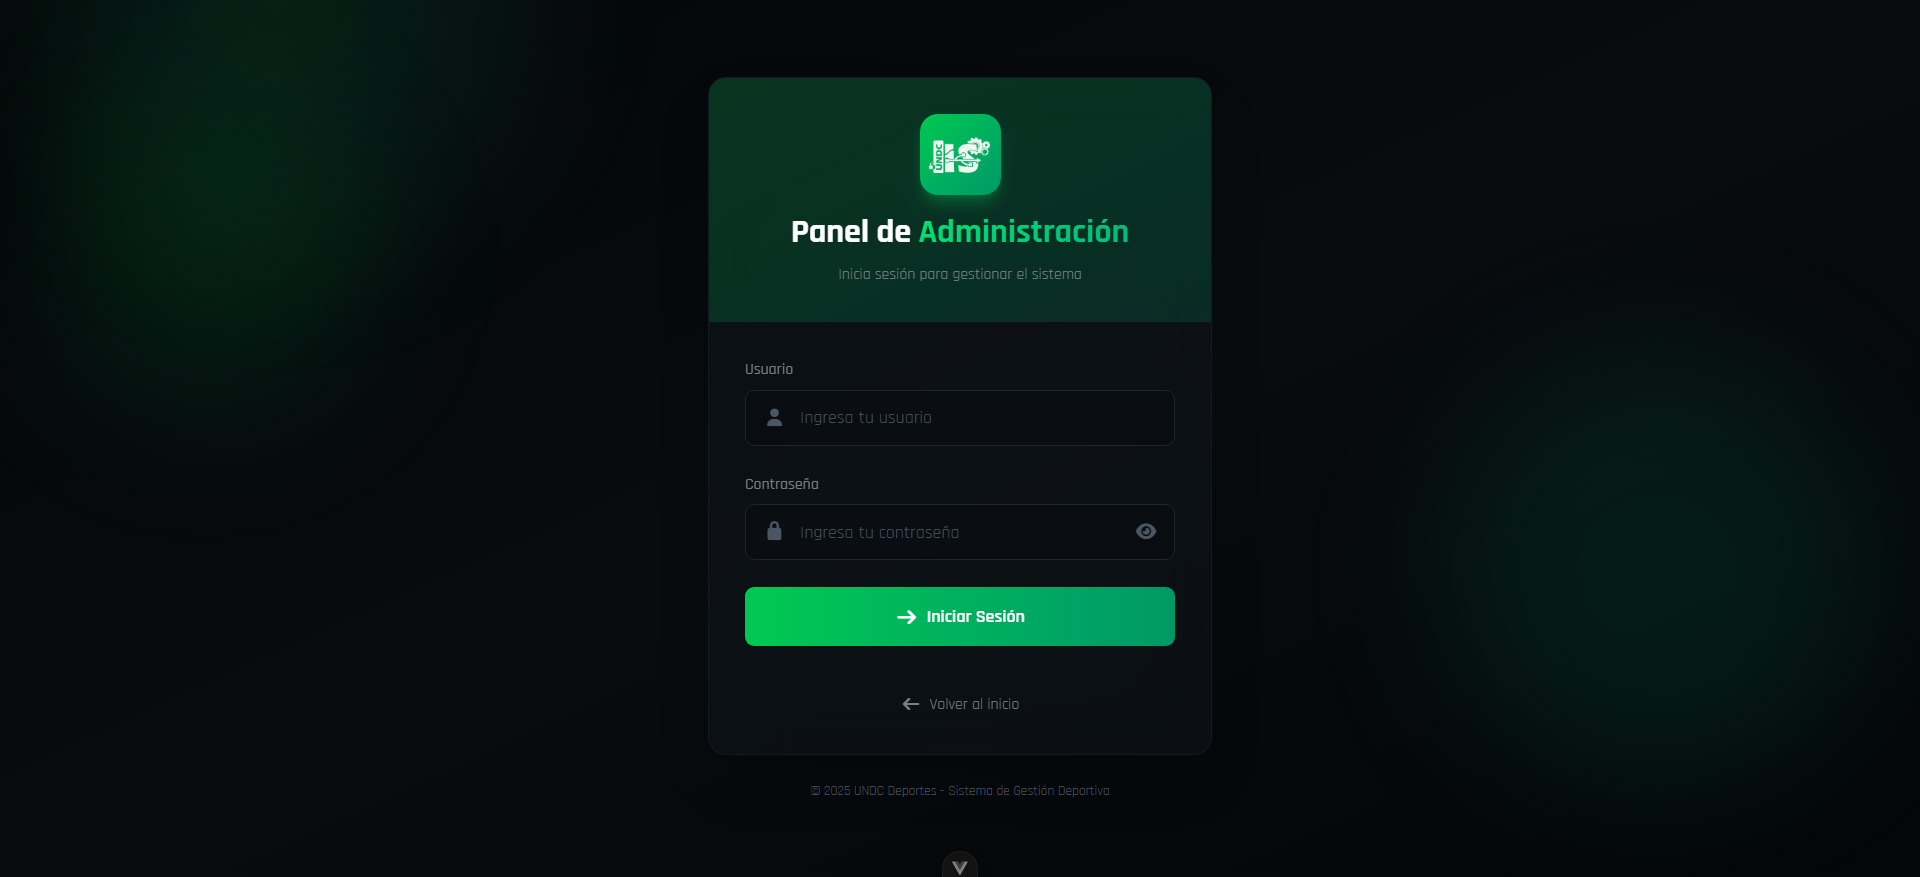 UNDC
IIS
Panel de Administración
Inicia sesión para gestionar el sistema
Usuario
Ingresa tu usuario
Contraseña
Ingresa tu contraseña
Iniciar Sesión
Volver al inicio
© 2025 UNDC Deportes - Sistema de Gestión Deportiva